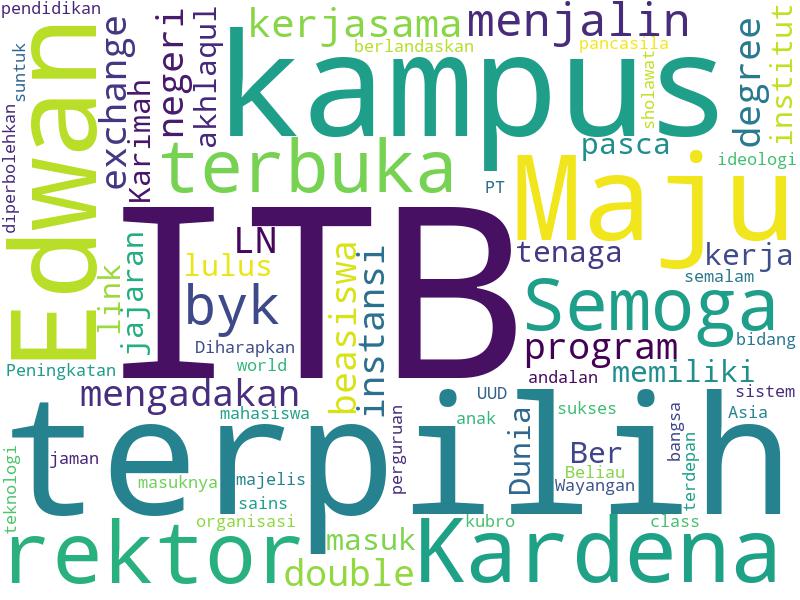 pendidikan
suntuk
Edwan
exchange
negeri
kerjasama
menjalin
berlandaskan
pancasila
degree
institut
diperbolehkan
Karimah
akhlaqul
kampus
sholawat
pasca
ideologi
terbuka
PT
Maju
ITB
LN
tenaga
kerja
lulus
link
jajaran
beasiswa
instansi
semalam
byk
Semoga
Diharapkan
program
bidang
world
Peningkatan
andalan
memiliki
mengadakan
UUD
sistem
terpilih
mahasiswa
anak
sukses
Asia
perguruan
Dunia
bangsa
teknologi
jaman
Ber
terdepan
masuknya
majelis
Beliau
Wayangan
sains
organisasi
kubro
class
rektor
masuk
double
Kardena